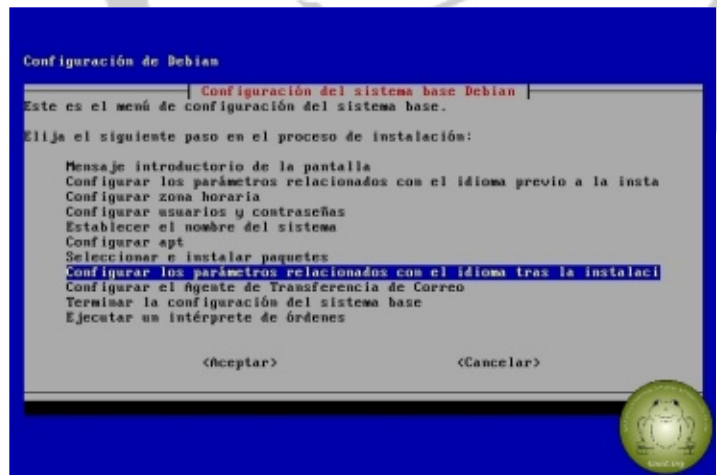 Configuración de Debian
Configuración del sistema base Debian
Este es el menú de configuración del sistema base.
Elija el siguiente paso en el proceso de instalación:
Mensaje introductorio de la pantalla
Configurar los parámetros relacionados con el idioma previo a la insta
Configurar zona horaria
Configurar usuarios y contraseñas
Establecer el nombre del sistema
Configurar apt
Seleccionar e instalar paquetes
Configurar los parámetros relacionados con el idioma tras la instalaci
Configurar el Agente de Transferencia de Correo
Terminar la configuración del sistema base
Ejecutar un intérprete de órdenes
<Aceptar> <Cancelar>